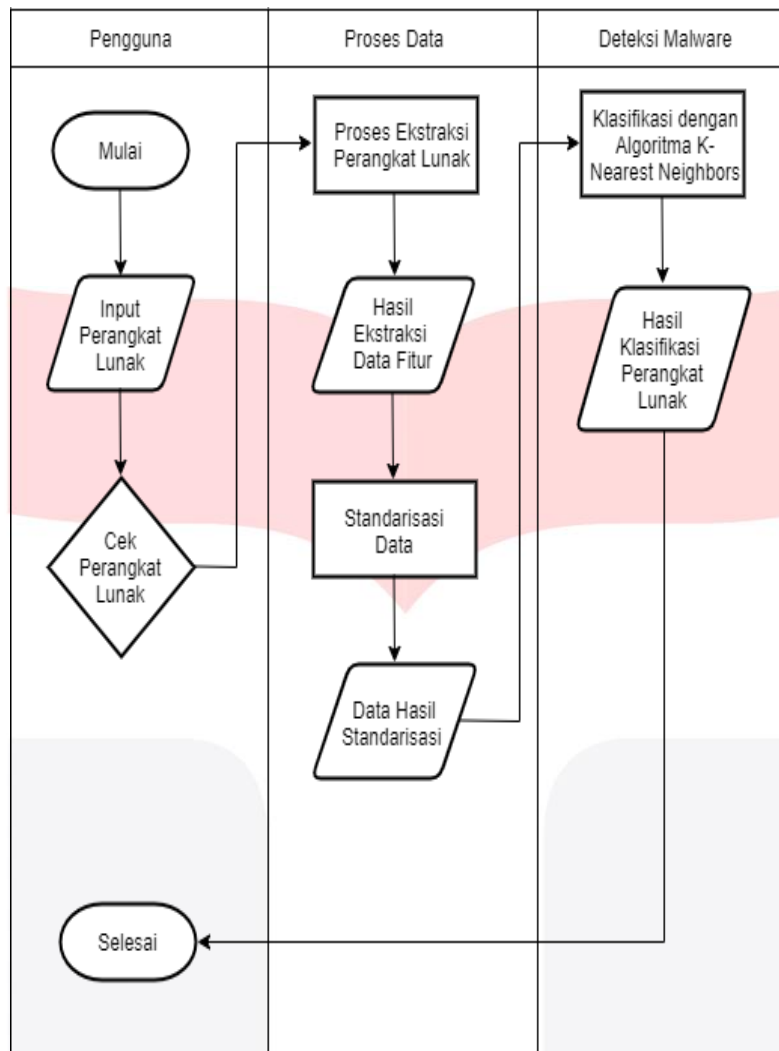 Pengguna
Proses Data
Deteksi Malware
Mulai
Input
Perangkat
Lunak
Cek
Perangkat
Lunak
Proses Ekstraksi
Perangkat Lunak
Hasil
Ekstraksi
Data Fitur
Standarisasi
Data
Data Hasil
Standarisasi
Klasifikasi dengan
Algoritma K-
Nearest Neighbors
Hasil
Klasifikasi
Perangkat
Lunak
Selesai